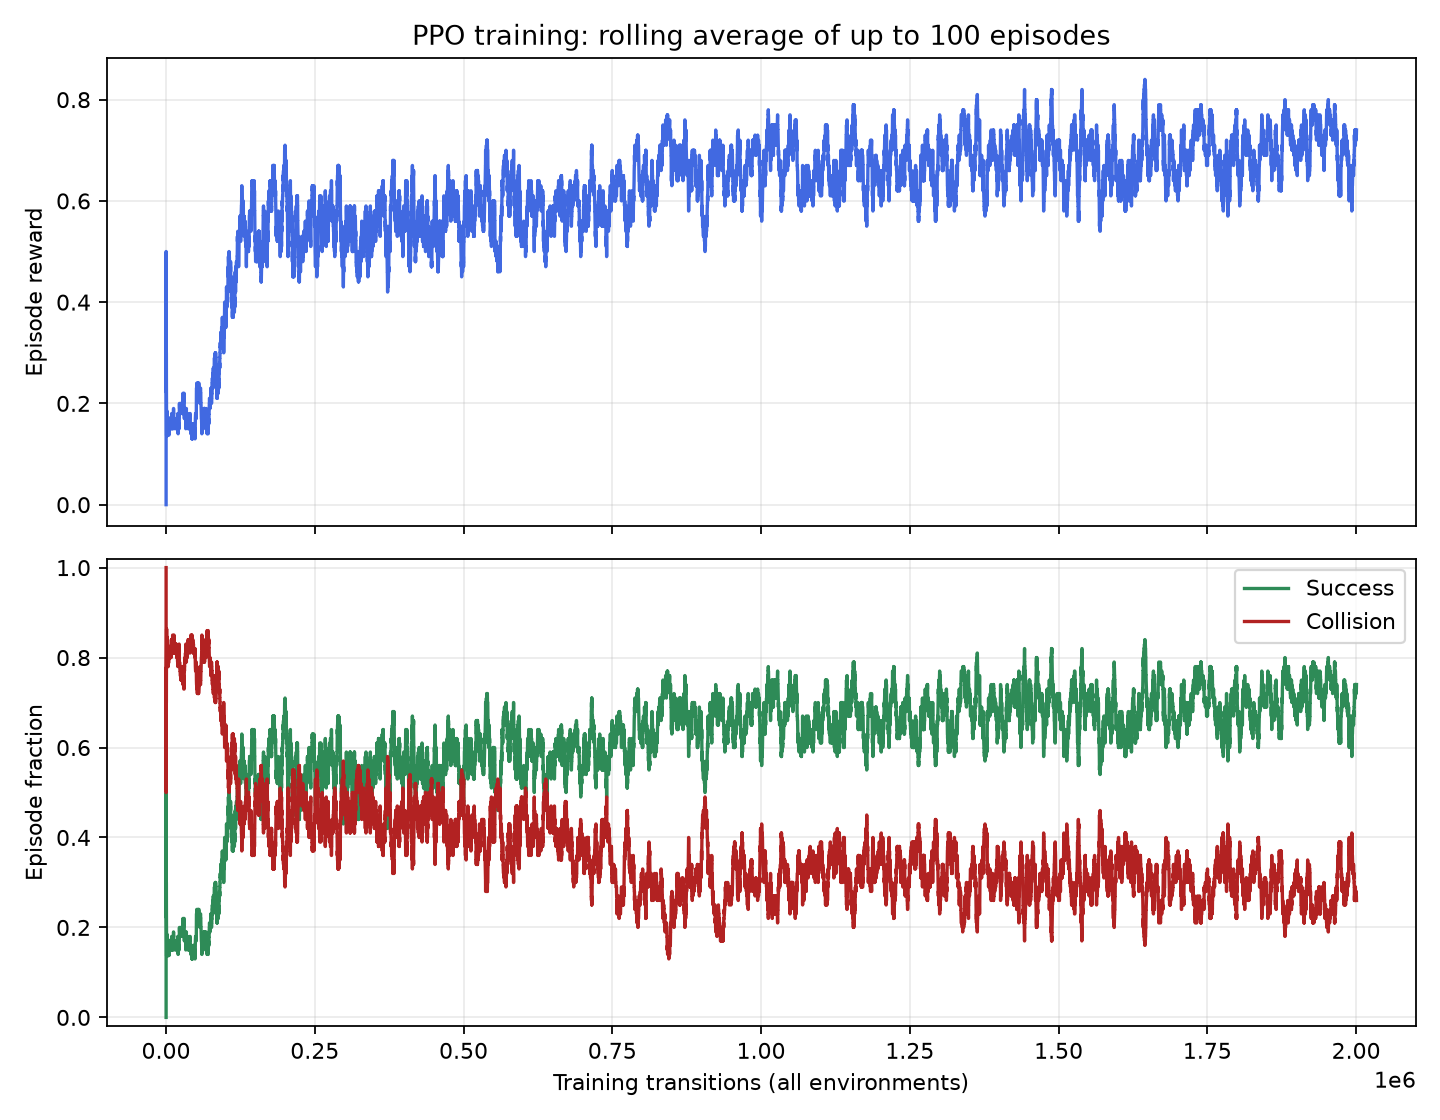 PPO training: rolling average of up to 100 episodes
Episode reward
0.8
0.6
0.4
0.2
0.0
Episode fraction
1.0
0.8
0.6
0.4
0.2
0.0
Success
Collision
0.00 0.25 0.50 0.75 1.00 1.25 1.50 1.75 2.00
1e6
Training transitions (all environments)